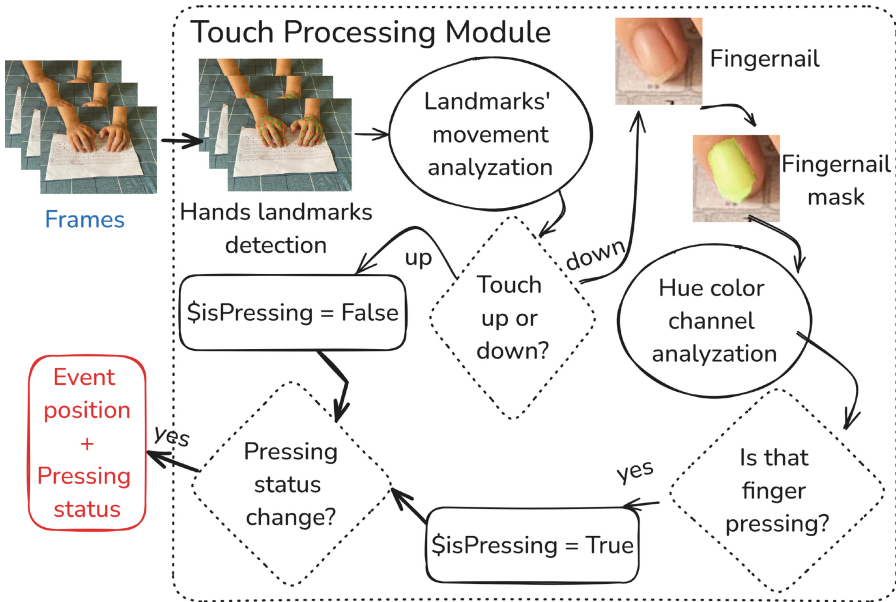 Touch Processing Module
Frames
Hands landmarks
detection
Landmarks'
movement
analyzation
Fingernail
Fingernail
mask
Touch
up or
down?
up
down
$isPressing = False
Hue color
channel
analyzation
Is that
finger
pressing?
yes
$isPressing = True
Pressing
status
change?
yes
Event
position
+
Pressing
status